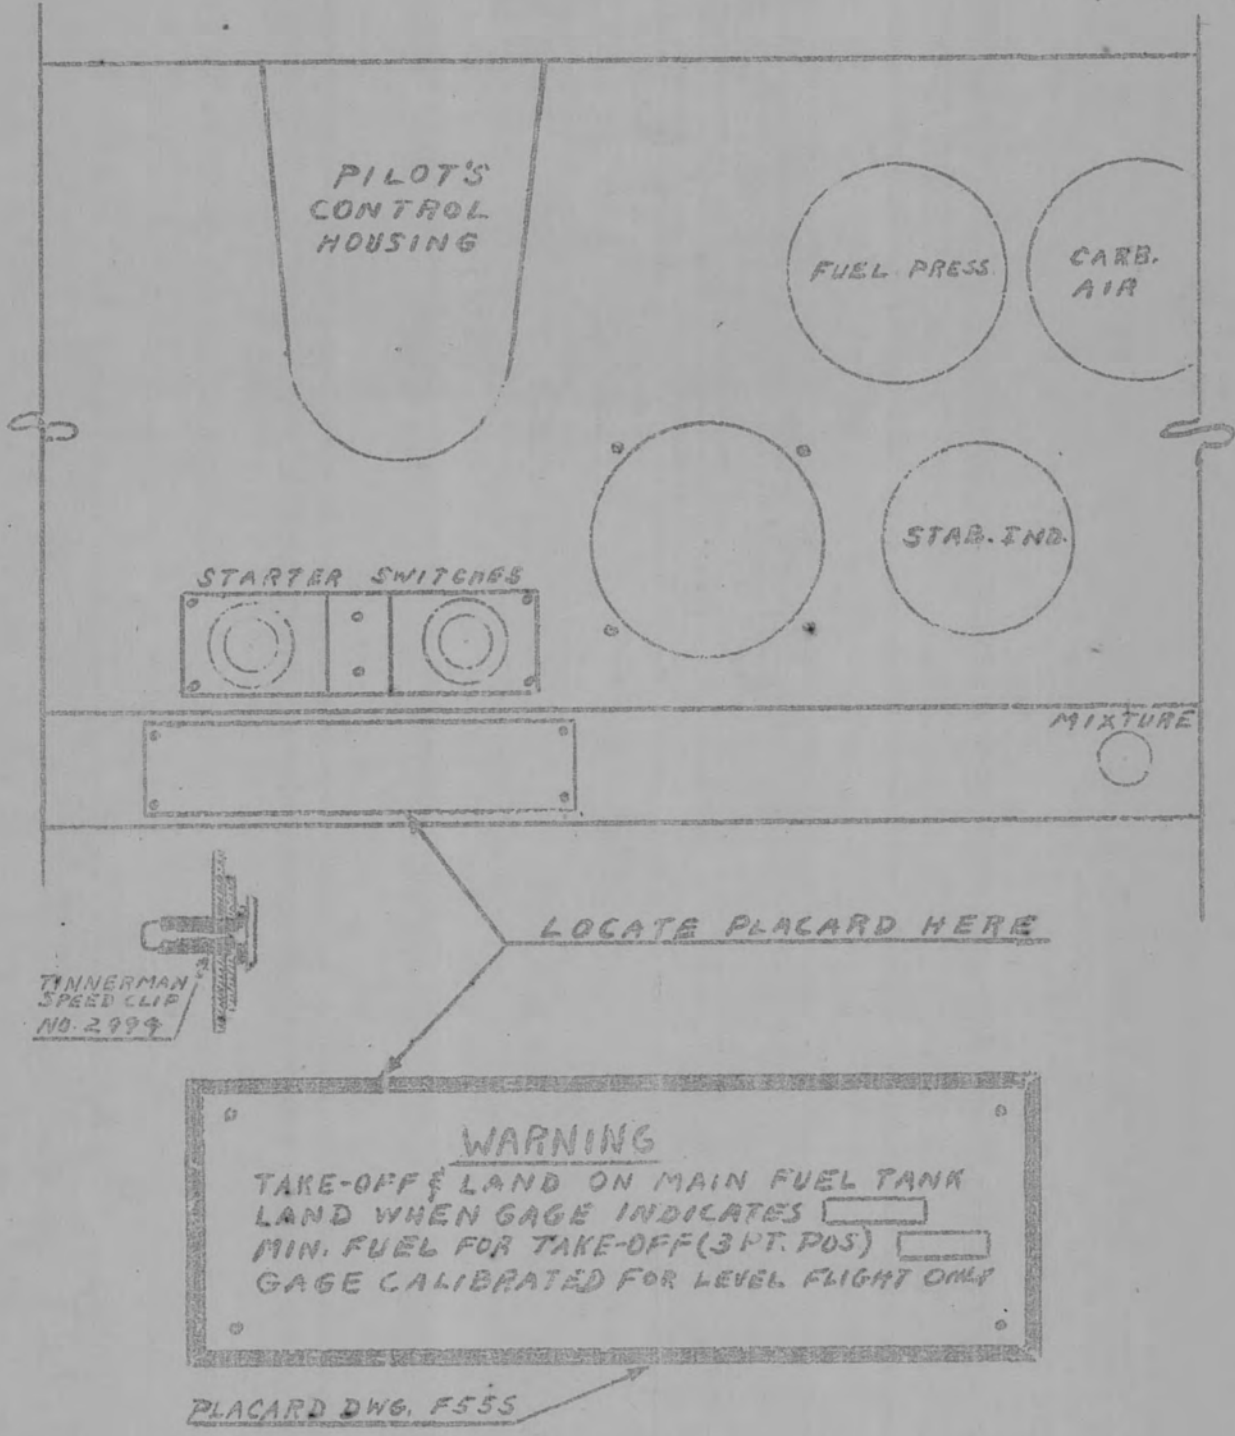 PILOT'S
CONTROL
HOUSING
FUEL PRESS.
CARB.
AIR
STAB. IND.
STARTER SWITCHES
MIXTURE
LOCATE PLACARD HERE
TINNERMAN
SPEED CLIP
NO. 2999
WARNING
TAKE-OFF & LAND ON MAIN FUEL TANK
LAND WHEN GAGE INDICATES
MIN. FUEL FOR TAKE-OFF (3 PT. POS)
GAGE CALIBRATED FOR LEVEL FLIGHT ONLY
PLACARD DWG. F555